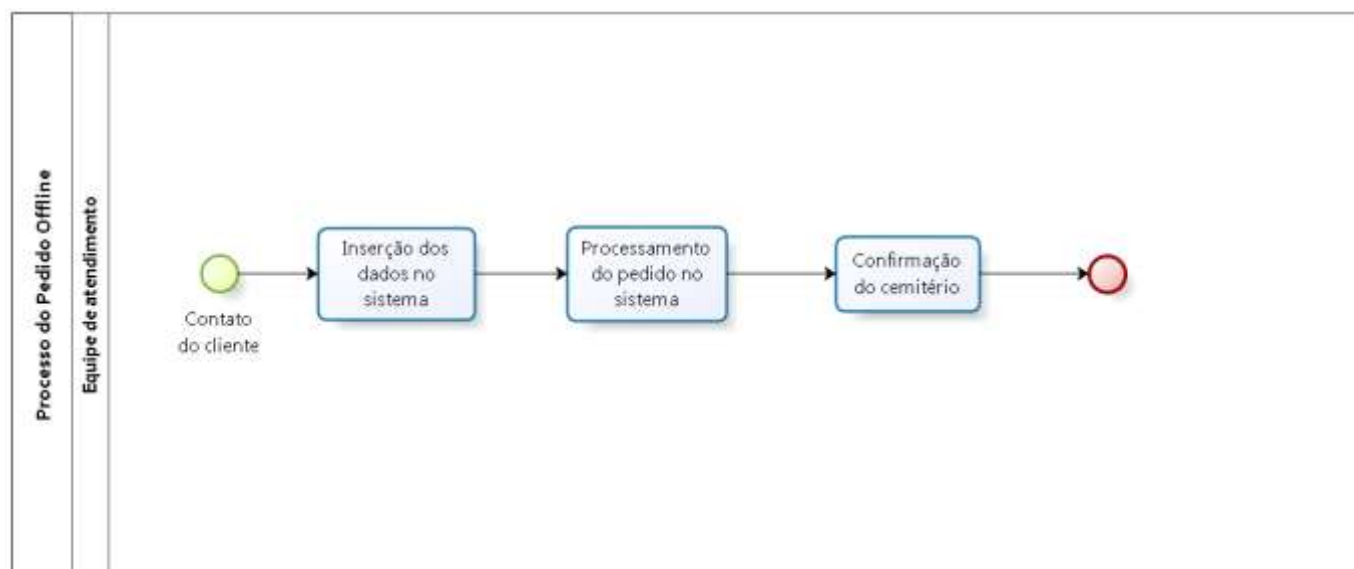 Processo do Pedido Offline
Equipe de atendimento
Contato
do cliente
Inserção dos
dados no
sistema
Processamento
do pedido no
sistema
Confirmação
do cemitério